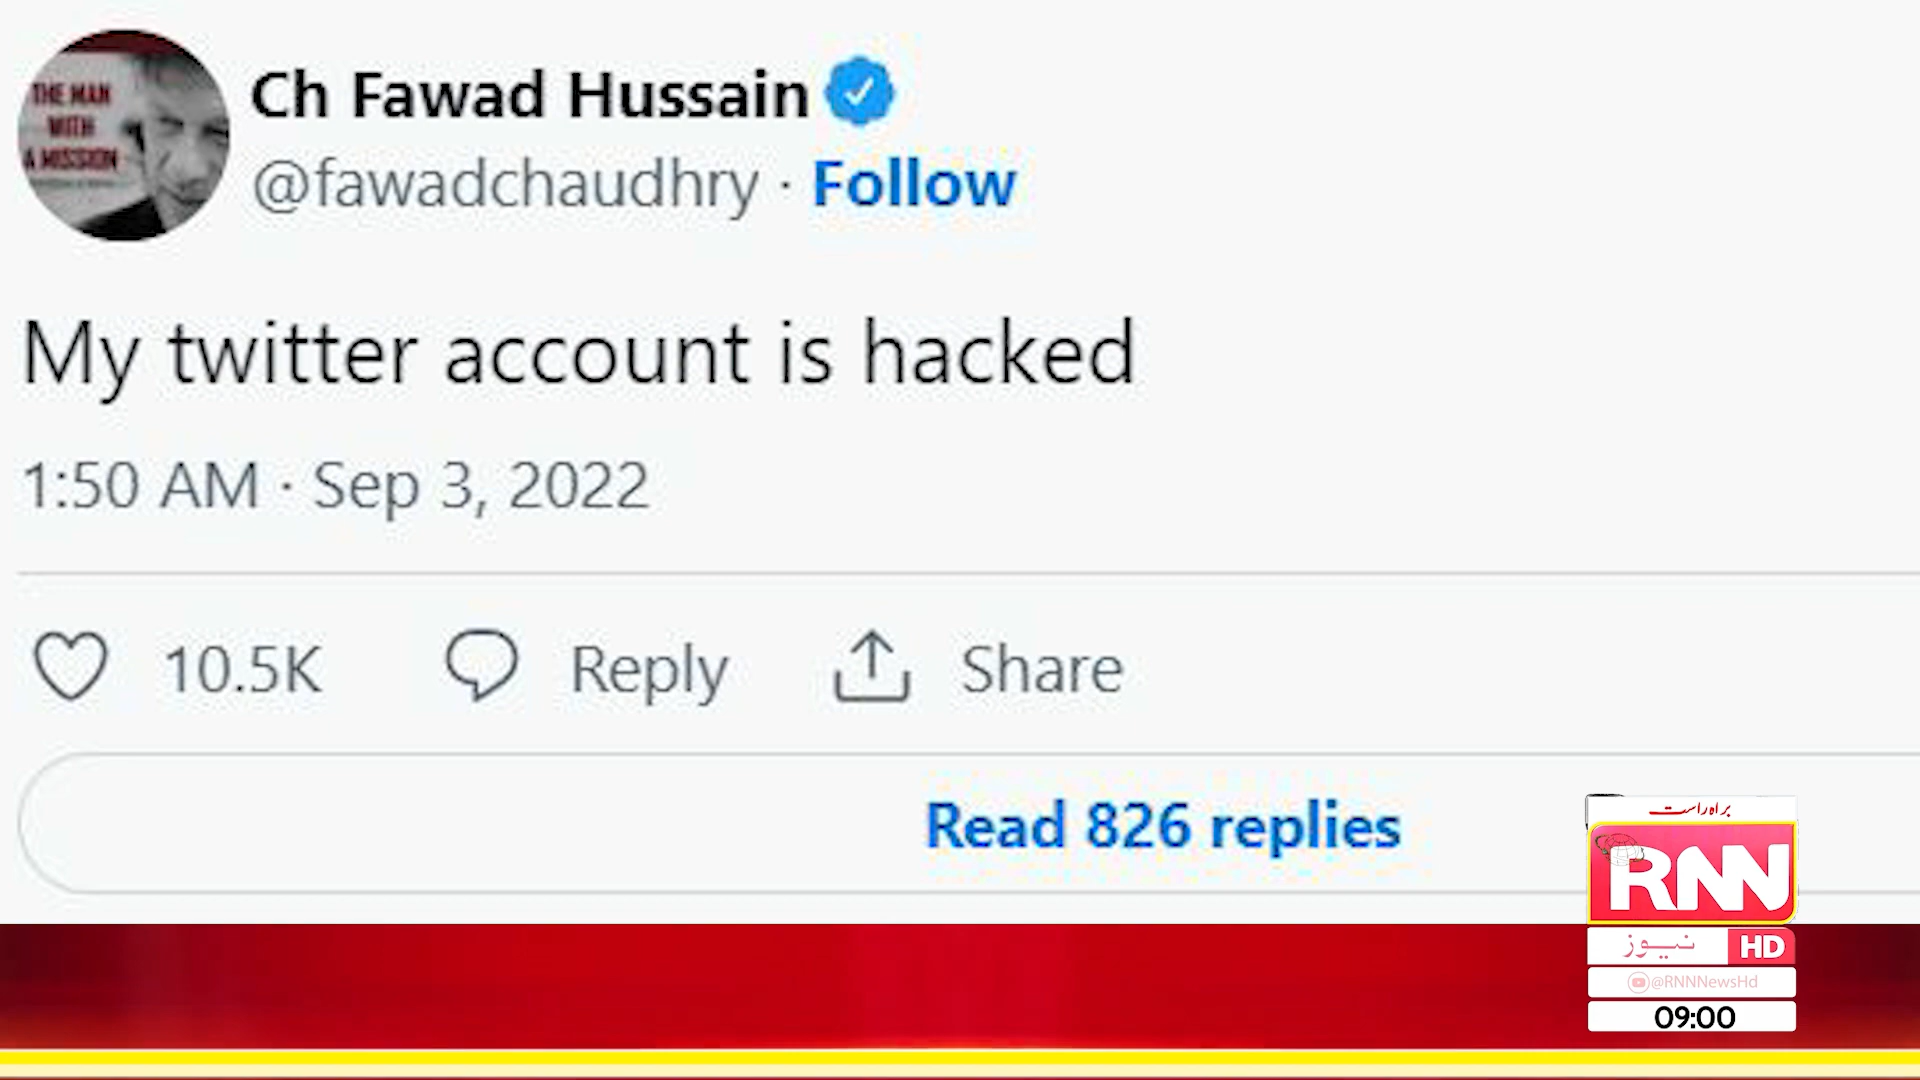 THE MAN
WITH
A MISSION
Ch Fawad Hussain
@fawadchaudhry · Follow
My twitter account is hacked
1:50 AM · Sep 3, 2022
10.5K Reply Share
Read 826 replies
براہ راست
RNN
نیوز HD
@RNNNewsHd
09:00